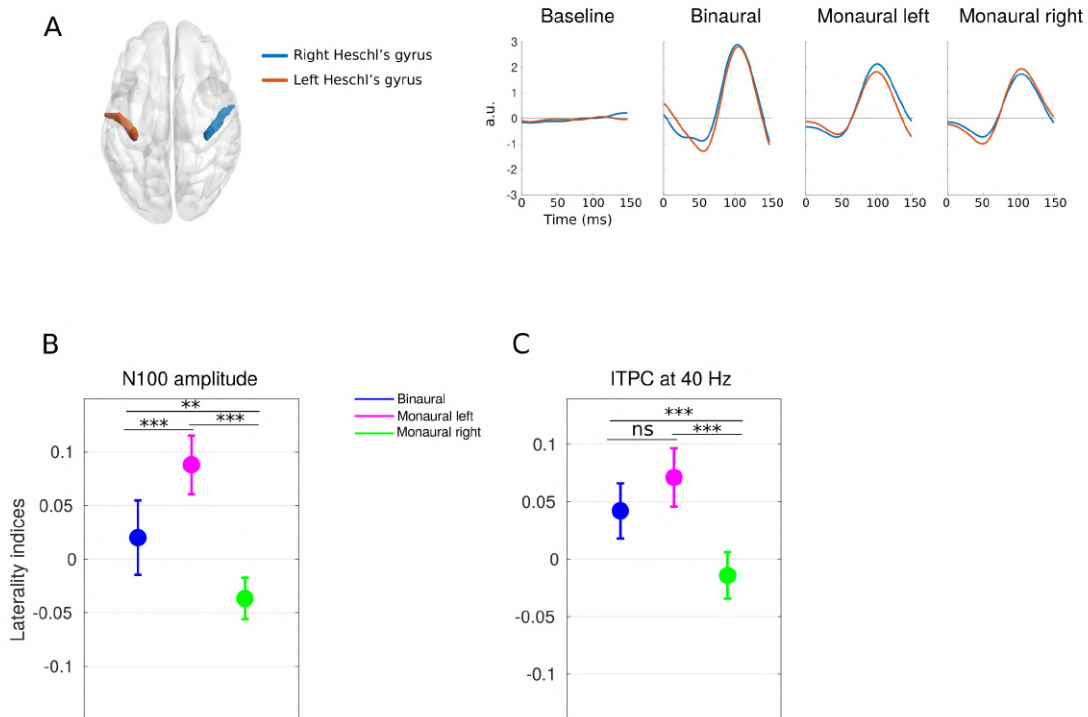 A
Right Heschl's gyrus
Left Heschl's gyrus
Baseline
Binaural
Monaural left
Monaural right
a.u.
3
2
1
0
-1
-2
-3
0 50 100 150
0 50 100 150
0 50 100 150
0 50 100 150
Time (ms)
B
N100 amplitude
**
*** ***
Laterality indices
0.1
0.05
0
-0.05
-0.1
Binaural
Monaural left
Monaural right
C
ITPC at 40 Hz
***
ns ***
0.1
0.05
0
-0.05
-0.1